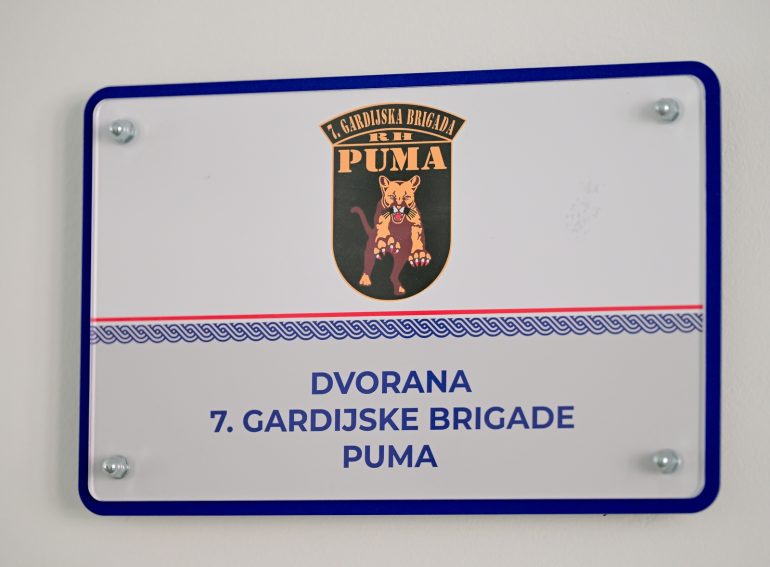 7. GARDIJSKA BRIGADA
RH
PUMA
DVORANA
7. GARDIJSKE BRIGADE
PUMA